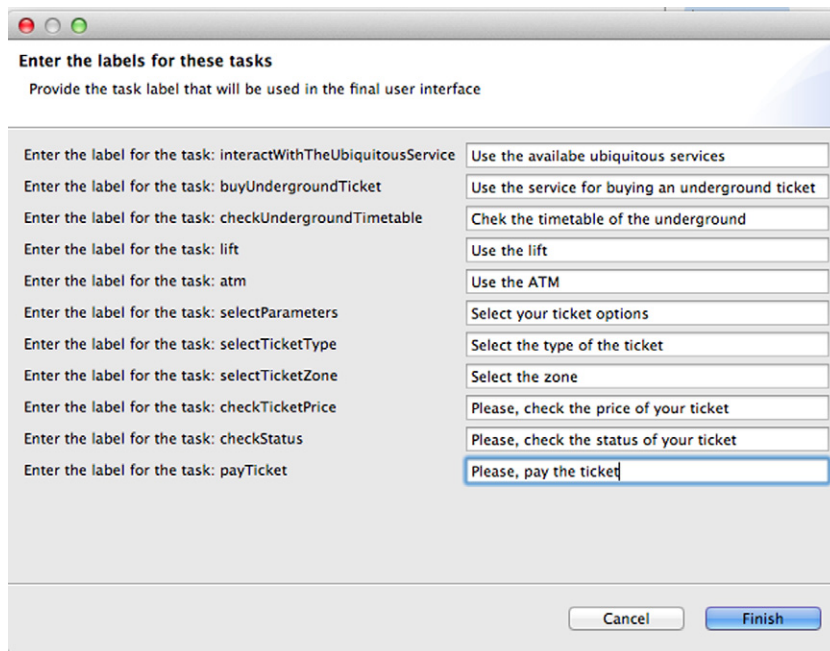 Enter the labels for these tasks
Provide the task label that will be used in the final user interface
Enter the label for the task: interactWithTheUbiquitousService Use the availabe ubiquitous services
Enter the label for the task: buyUndergroundTicket Use the service for buying an underground ticket
Enter the label for the task: checkUndergroundTimetable Chek the timetable of the underground
Enter the label for the task: lift Use the lift
Enter the label for the task: atm Use the ATM
Enter the label for the task: selectParameters Select your ticket options
Enter the label for the task: selectTicketType Select the type of the ticket
Enter the label for the task: selectTicketZone Select the zone
Enter the label for the task: checkTicketPrice Please, check the price of your ticket
Enter the label for the task: checkStatus Please, check the status of your ticket
Enter the label for the task: payTicket Please, pay the ticket
Cancel Finish